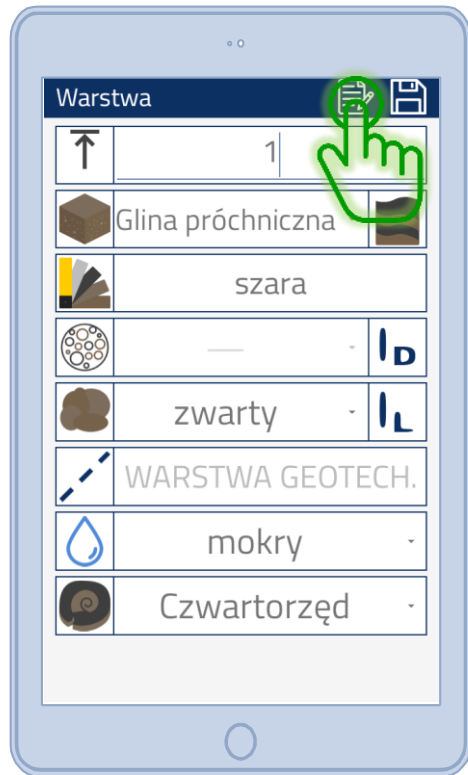 Warstwa
1
Glina próchniczna
szara
I D
zwarty
I L
WARSTWA GEOTECH.
mokry
Czwartorzęd